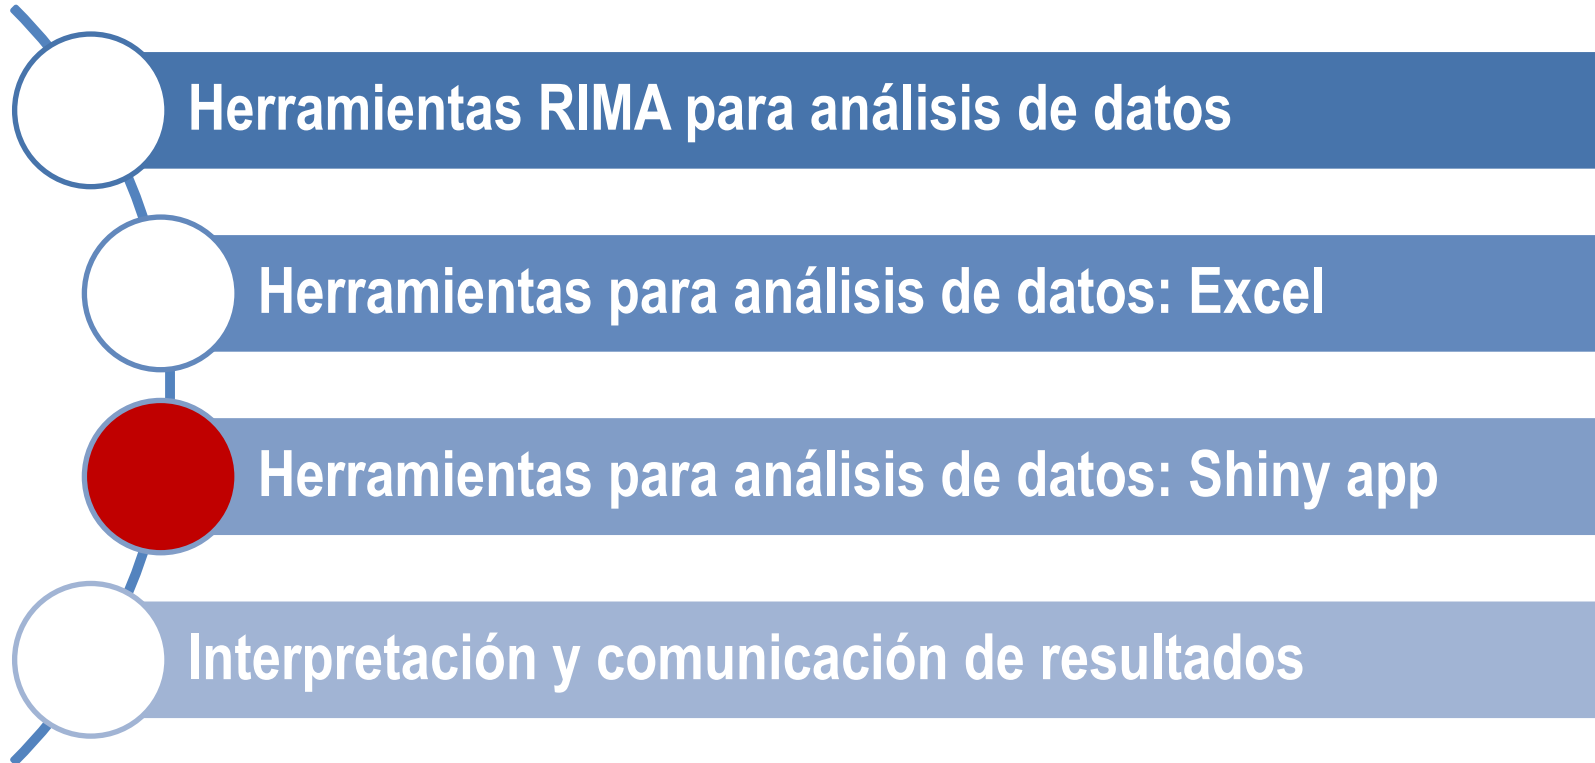 Herramientas RIMA para análisis de datos
Herramientas para análisis de datos: Excel
Herramientas para análisis de datos: Shiny app
Interpretación y comunicación de resultados